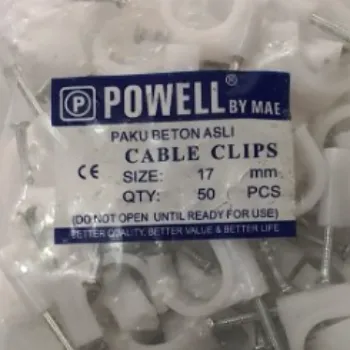 P POWELL® BY MAE
PAKU BETON ASLI
CABLE CLIPS
CE SIZE: 17 mm
QTY: 50 PCS
(DO NOT OPEN UNTIL READY FOR USE)
BETTER QUALITY, BETTER VALUE & BETTER LIFE